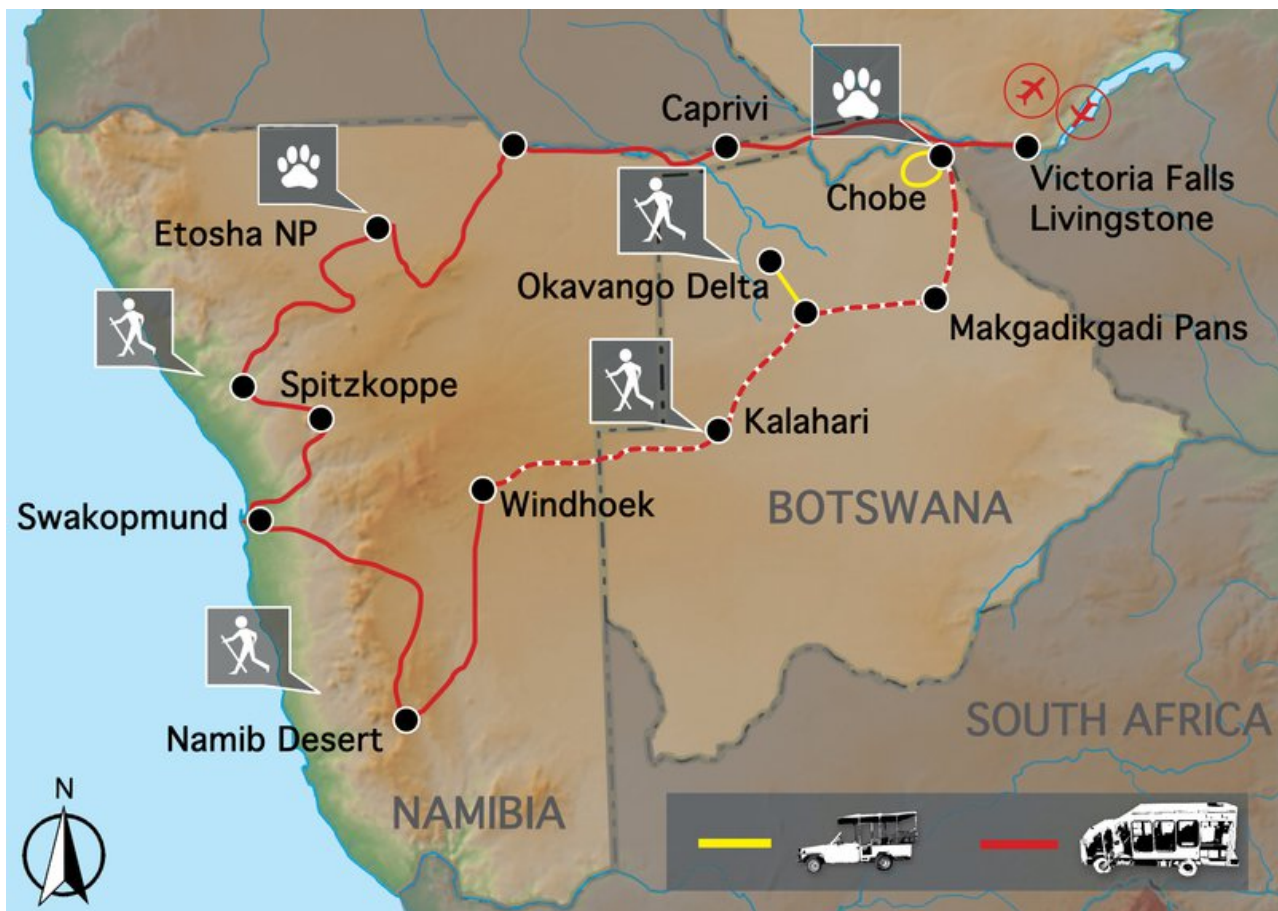 Caprivi
Victoria Falls
Livingstone
Chobe
Etosha NP
Okavango Delta
Makgadikgadi Pans
Spitzkoppe
Kalahari
Windhoek
BOTSWANA
Swakopmund
Namib Desert
SOUTH AFRICA
NAMIBIA
N